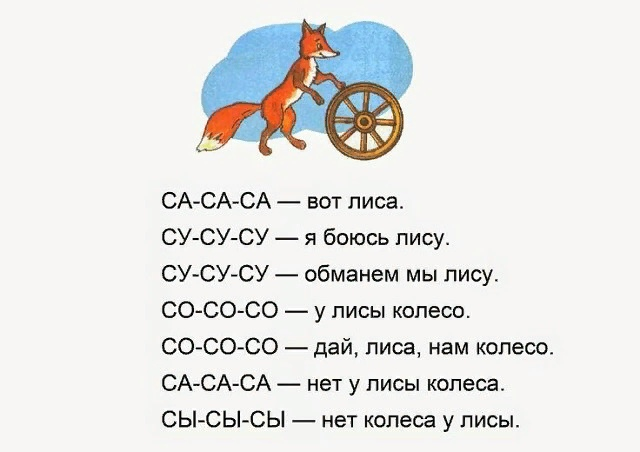 СА-СА-СА — вот лиса.
СУ-СУ-СУ — я боюсь лису.
СУ-СУ-СУ — обманем мы лису.
СО-СО-СО — у лисы колесо.
СО-СО-СО — дай, лиса, нам колесо.
СА-СА-СА — нет у лисы колеса.
СЫ-СЫ-СЫ — нет колеса у лисы.